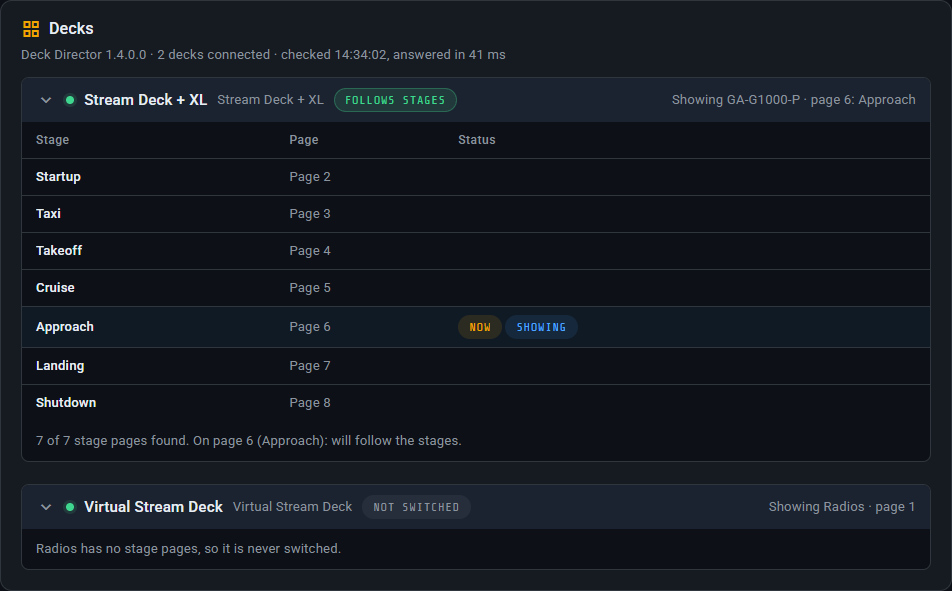 Decks
Deck Director 1.4.0.0 · 2 decks connected · checked 14:34:02, answered in 41 ms
Stream Deck + XL Stream Deck + XL FOLLOWS STAGES Showing GA-G1000-P · page 6: Approach
Stage Page Status
Startup Page 2
Taxi Page 3
Takeoff Page 4
Cruise Page 5
Approach Page 6 NOW SHOWING
Landing Page 7
Shutdown Page 8
7 of 7 stage pages found. On page 6 (Approach): will follow the stages.
Virtual Stream Deck Virtual Stream Deck NOT SWITCHED Showing Radios · page 1
Radios has no stage pages, so it is never switched.